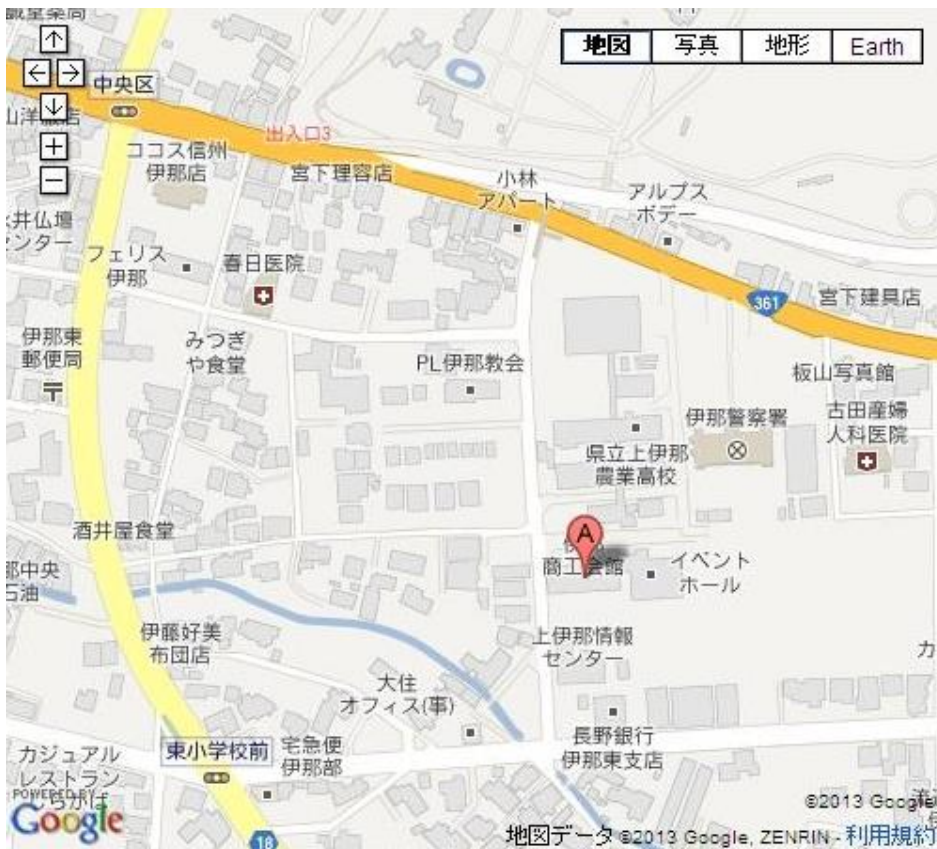 地図
写真
地形
Earth
中央区
出入口3
ココス信州
伊那店
宮下理容店
小林
アパート
アルプス
ボデー
フェリス
伊那
春日医院
361
宮下建具店
伊那東
郵便局
みつぎ
や食堂
PL伊那教会
板山写真館
伊那警察署
古田産婦
人科医院
県立上伊那
農業高校
酒井屋食堂
A
商工会館
イベント
ホール
部中央
石油
伊藤好美
布団店
上伊那情報
センター
大住
オフィス(事)
東小学校前
宅急便
伊那部
長野銀行
伊那東支店
カジュアル
レストラン
POWERED BY
Google
18
©2013 Google
地図データ ©2013 Google, ZENRIN - 利用規約